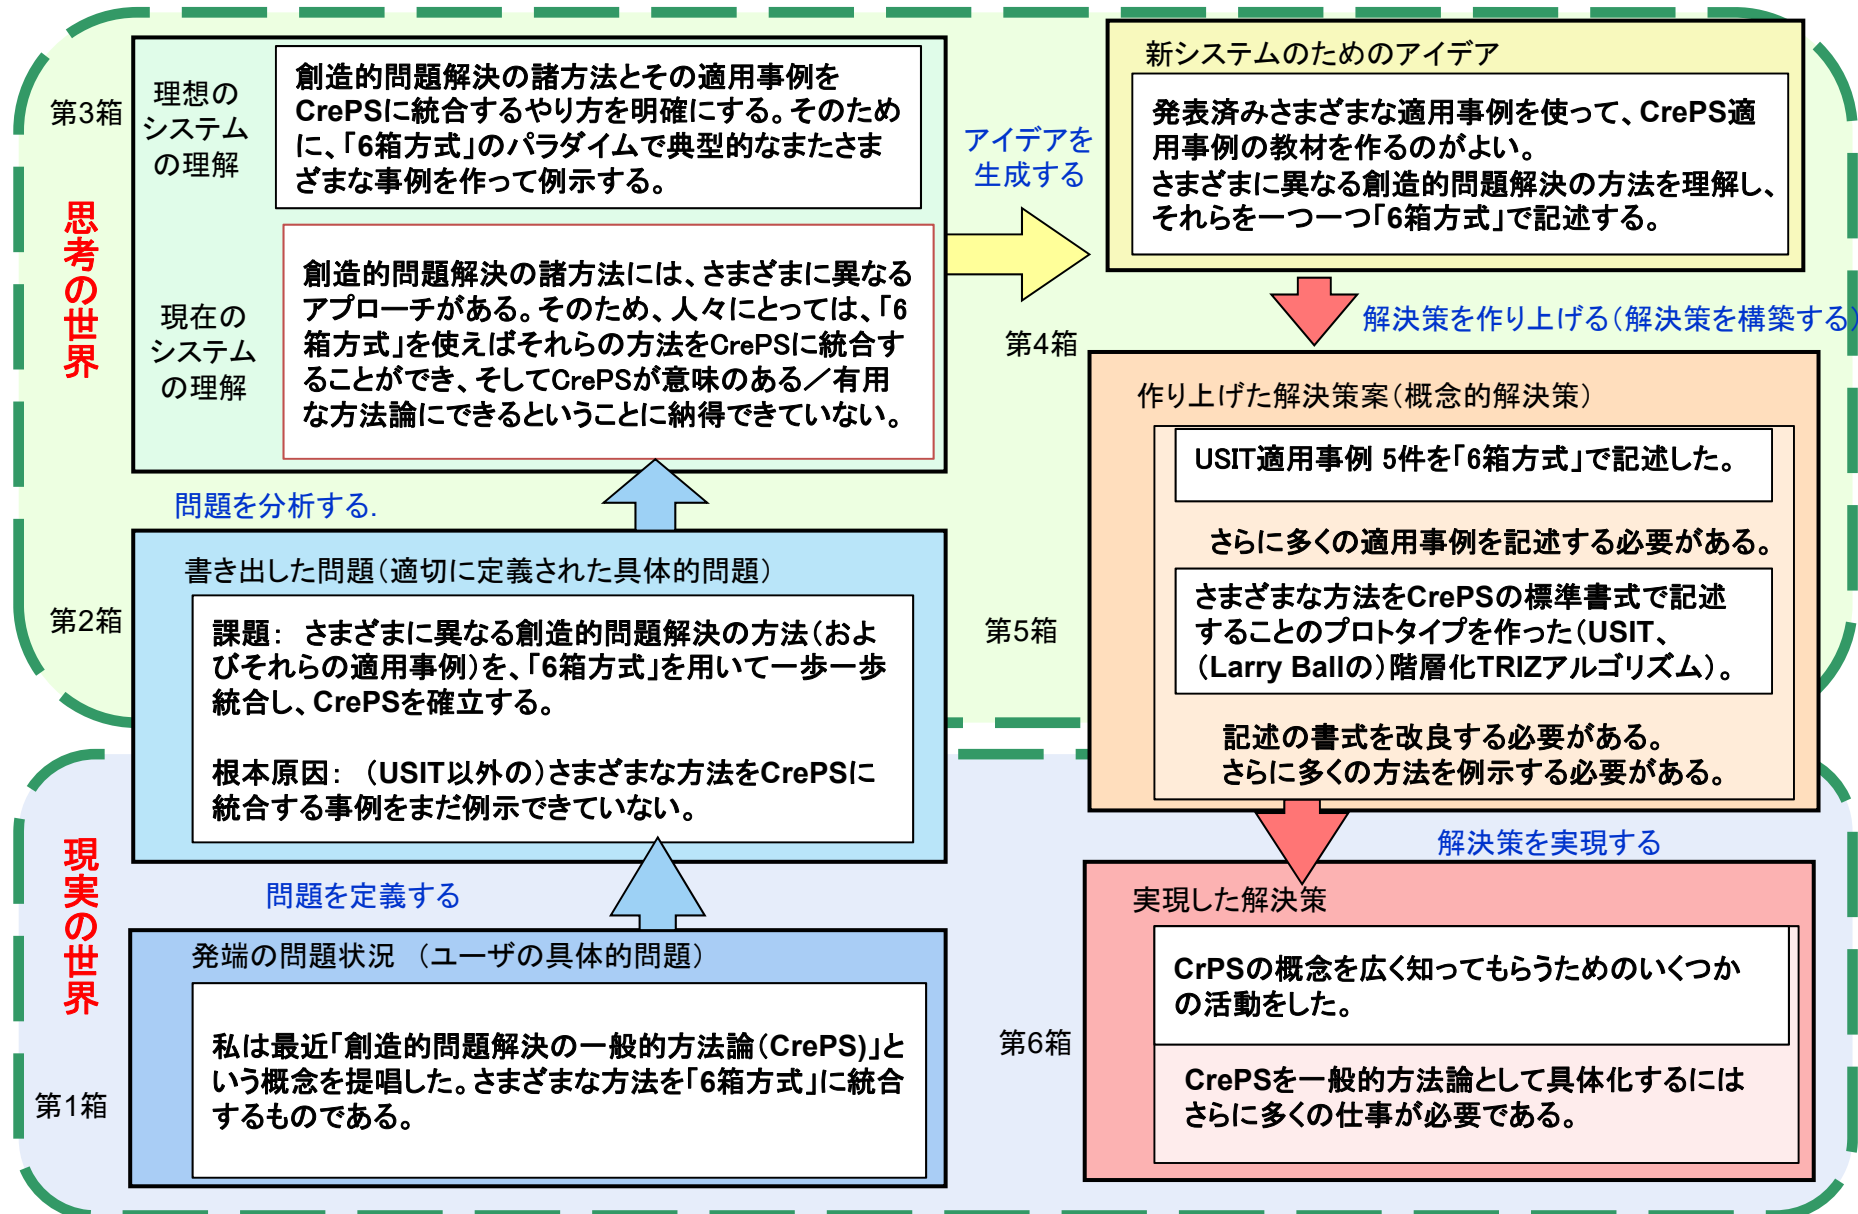 第3箱
理想の
システム
の理解
創造的問題解決の諸方法とその適用事例を
CrePSに統合するやり方を明確にする。そのため
に、「6箱方式」のパラダイムで典型的なまたさま
ざまな事例を作って例示する。
思考の世界
現在の
システム
の理解
創造的問題解決の諸方法には、さまざまに異なる
アプローチがある。そのため、人々にとっては、「6
箱方式」を使えばそれらの方法をCrePSに統合す
ることができ、そしてCrePSが意味のある／有用
な方法論にできるということに納得できていない。
アイデアを
生成する
新システムのためのアイデア
発表済みさまざまな適用事例を使って、CrePS適
用事例の教材を作るのがよい。
さまざまに異なる創造的問題解決の方法を理解し、
それらを一つ一つ「6箱方式」で記述する。
第4箱
解決策を作り上げる（解決策を構築する）
問題を分析する.
第2箱
書き出した問題（適切に定義された具体的問題）
課題： さまざまに異なる創造的問題解決の方法（およ
びそれらの適用事例）を、「6箱方式」を用いて一歩一歩
統合し、CrePSを確立する。
根本原因： （USIT以外の）さまざまな方法をCrePSに
統合する事例をまだ例示できていない。
第5箱
作り上げた解決策案（概念的解決策）
USIT適用事例 5件を「6箱方式」で記述した。
さらに多くの適用事例を記述する必要がある。
さまざまな方法をCrePSの標準書式で記述
することのプロトタイプを作った（USIT、
（Larry Ballの）階層化TRIZアルゴリズム）。
記述の書式を改良する必要がある。
さらに多くの方法を例示する必要がある。
現実の世界
問題を定義する
解決策を実現する
第1箱
発端の問題状況 （ユーザの具体的問題）
私は最近「創造的問題解決の一般的方法論（CrePS)」と
いう概念を提唱した。さまざまな方法を「6箱方式」に統合
するものである。
第6箱
実現した解決策
CrPSの概念を広く知ってもらうためのいくつか
の活動をした。
CrePSを一般的方法論として具体化するには
さらに多くの仕事が必要である。